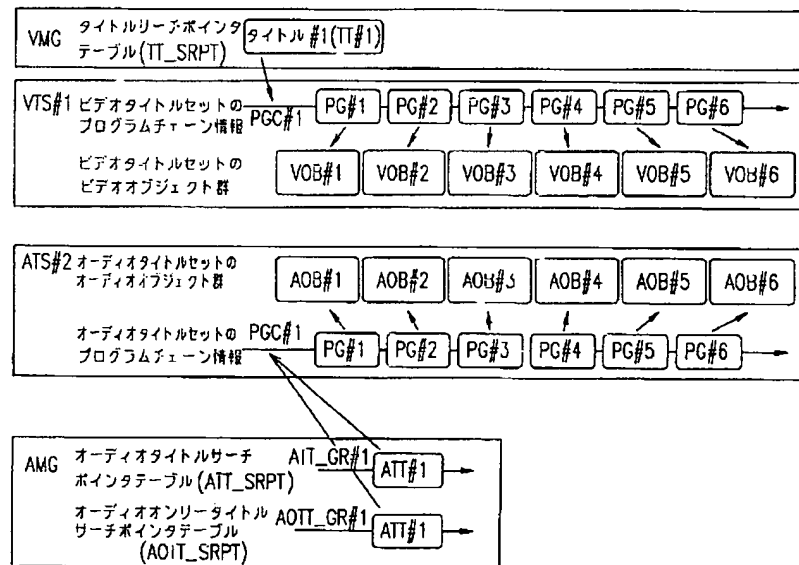 VMG タイトルリーチ・ポインタ
テーブル(TT_SRPT)
タイトル#1(TT#1)
VTS#1 ビデオタイトルセットの
プログラムチェーン情報
PGC#1
PG#1 PG#2 PG#3 PG#4 PG#5 PG#6
ビデオタイトルセットの
ビデオオブジェクト群
VOB#1 VOB#2 VOB#3 VOB#4 VOB#5 VOB#6
ATS#2 オーディオタイトルセットの
オーディオオブジェクト群
AOB#1 AOB#2 AOB#3 AOB#4 AOB#5 AOB#6
オーディオタイトルセットの
プログラムチェーン情報
PGC#1
PG#1 PG#2 PG#3 PG#4 PG#5 PG#6
AMG オーディオタイトルサーチ
ポインタテーブル(ATT_SRPT)
AIT_GR#1
ATT#1
オーディオオンリータイトル
サーチポインタテーブル
(AOIT_SRPT)
AOTT_GR#1
ATT#1